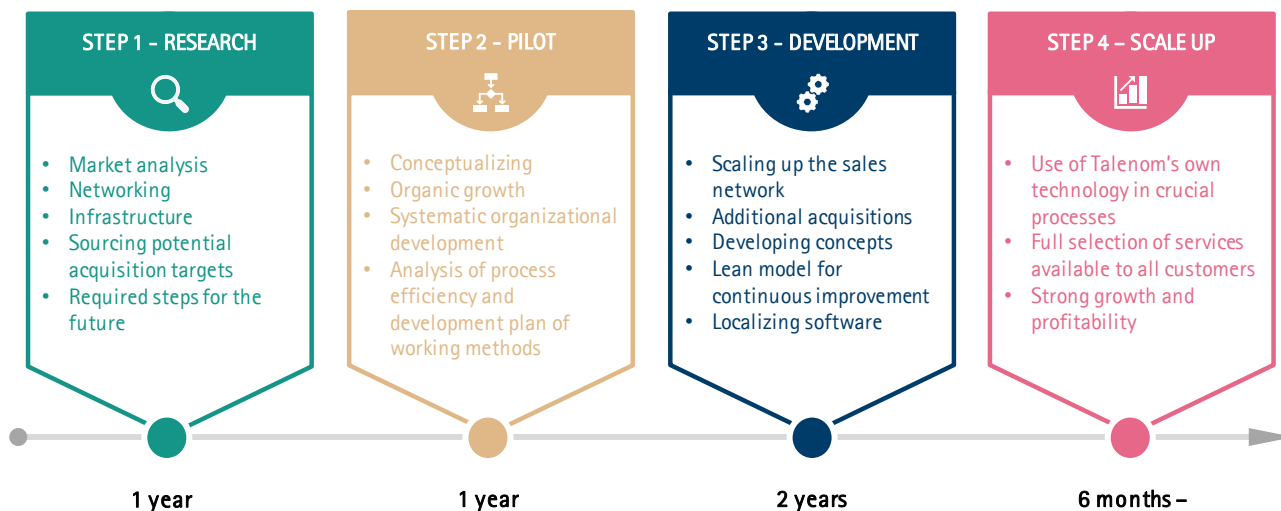 STEP 1 – RESEARCH
• Market analysis
• Networking
• Infrastructure
• Sourcing potential
acquisition targets
• Required steps for the
future
1 year
STEP 2 – PILOT
• Conceptualizing
• Organic growth
• Systematic organizational
development
• Analysis of process
efficiency and
development plan of
working methods
1 year
STEP 3 – DEVELOPMENT
• Scaling up the sales
network
• Additional acquisitions
• Developing concepts
• Lean model for
continuous improvement
• Localizing software
2 years
STEP 4 – SCALE UP
• Use of Talenom's own
technology in crucial
processes
• Full selection of services
available to all customers
• Strong growth and
profitability
6 months –